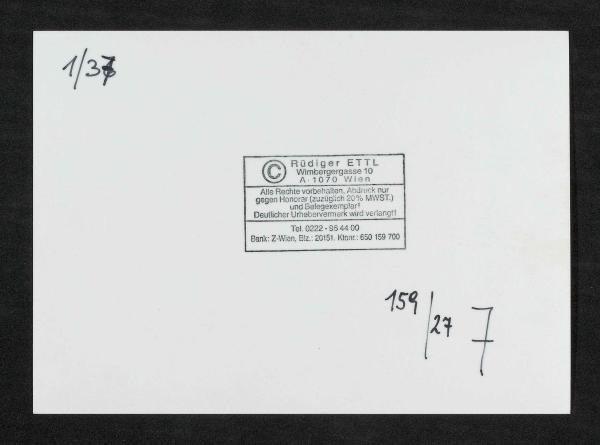 © Rüdiger ETTL
Wimbergergasse 10
A-1070 Wien
Alle Rechte vorbehalten, Abdruck nur
gegen Honorar (zuzüglich 20% MWST.)
und Belegexemplar!
Deutlicher Urhebervermerk wird verlangt!
Tel. 0222 - 96 44 00
Bank: Z-Wien, Blz.: 20151. Ktonr.: 650 159 700
159/27 7